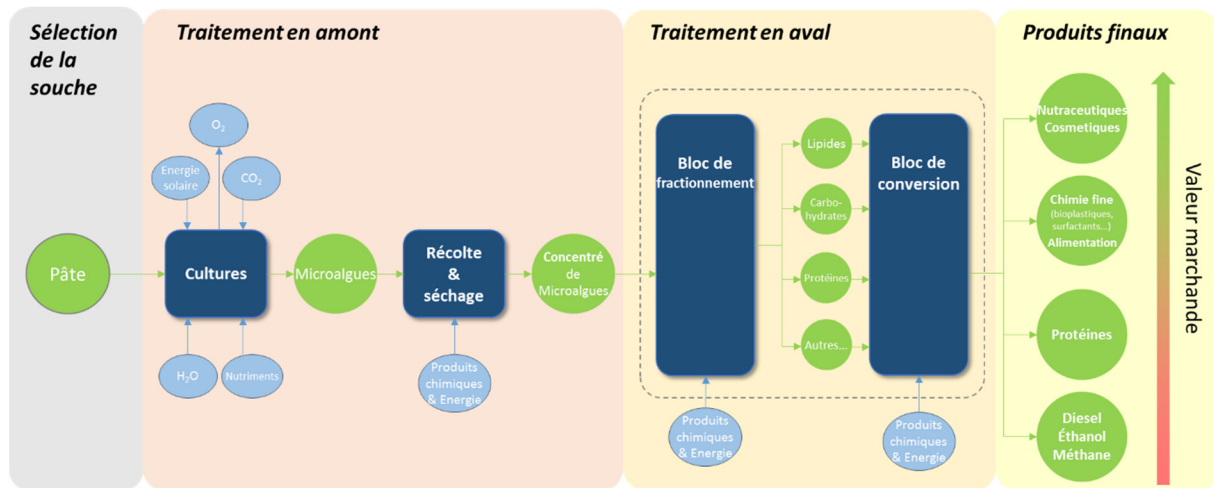 Sélection
de la
souche
Traitement en amont
Traitement en aval
Produits finaux
Pâte
O₂
Energie
solaire
CO₂
Cultures
H₂O
Nutriments
Microalgues
Récolte
&
séchage
Produits
chimiques
& Energie
Concentré
de
Microalgues
Bloc de
fractionnement
Produits
chimiques
& Energie
Lipides
Carbo-
hydrates
Protéines
Autres...
Bloc de
conversion
Produits
chimiques
& Energie
Nutraceutiques
Cosmetiques
Chimie fine
(bioplastiques,
surfactants...)
Alimentation
Protéines
Diesel
Éthanol
Méthane
Valeur marchande